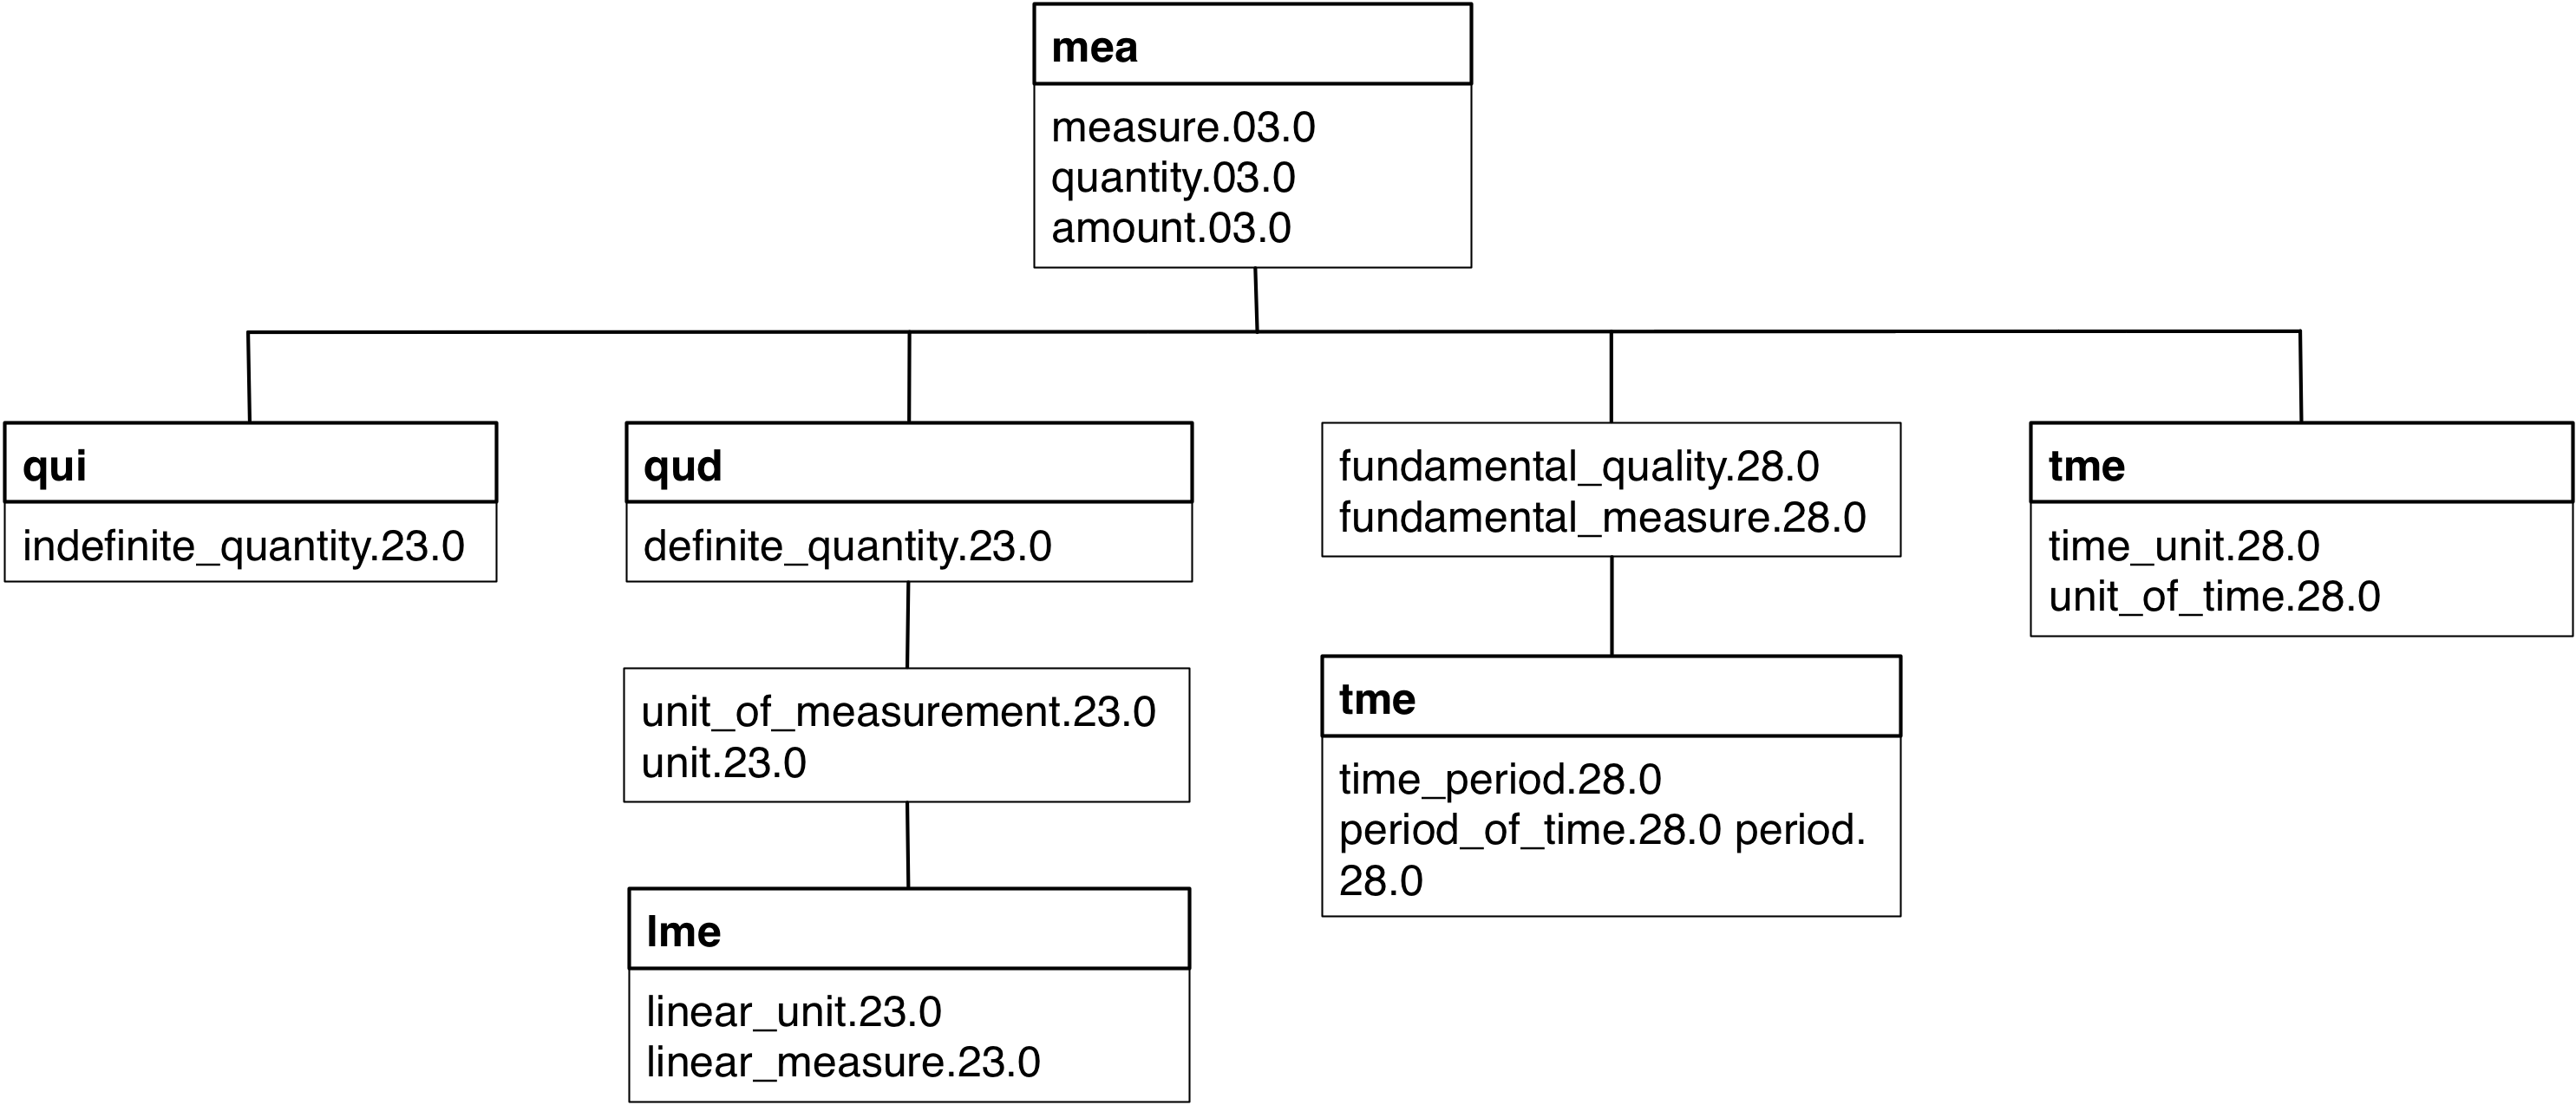 mea
measure.03.0
quantity.03.0
amount.03.0
qui
indefinite_quantity.23.0
qud
definite_quantity.23.0
unit_of_measurement.23.0
unit.23.0
lme
linear_unit.23.0
linear_measure.23.0
fundamental_quality.28.0
fundamental_measure.28.0
tme
time_period.28.0
period_of_time.28.0 period.
28.0
tme
time_unit.28.0
unit_of_time.28.0